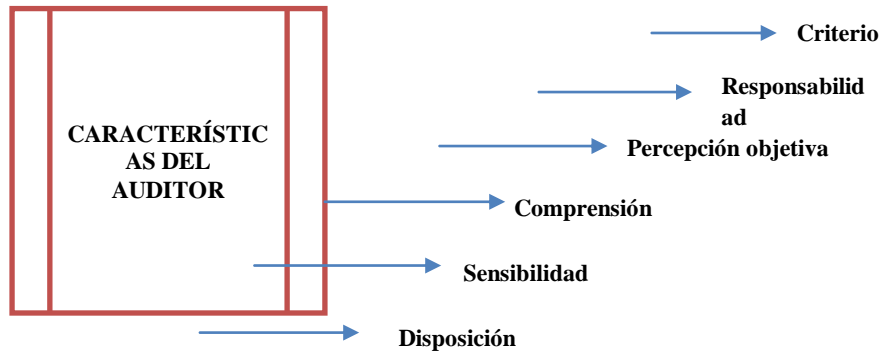 Criterio
Responsabilid
ad
CARACTERÍSTIC
AS DEL
AUDITOR
Percepción objetiva
Comprensión
Sensibilidad
Disposición